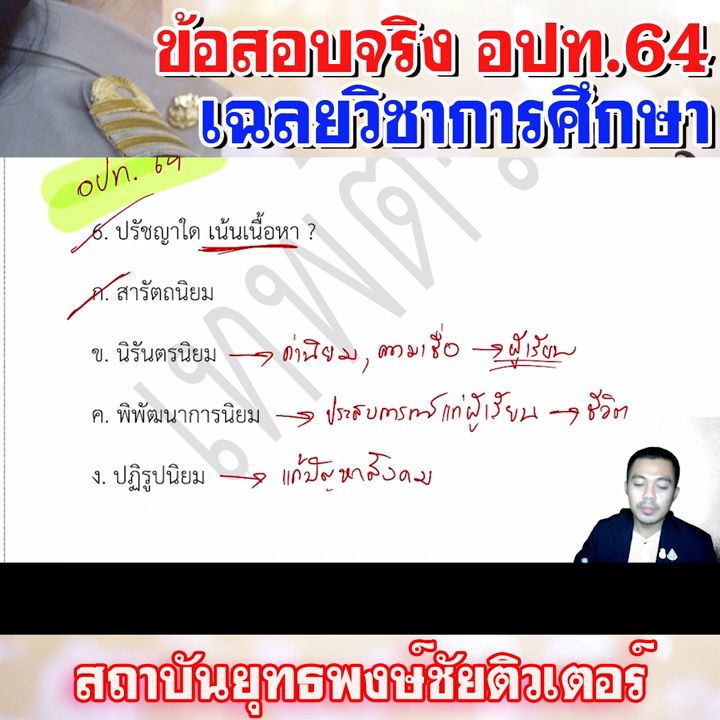 ข้อสอบจริง อปท.64
เฉลยวิชาการศึกษา
อปท. 64
6. ปรัชญาใด เน้นเนื้อหา ?
ก. สารัตถนิยม
ข. นิรันตรนิยม → ค่านิยม, ความเชื่อ → ผู้เรียน
ค. พิพัฒนาการนิยม → ประสบการณ์แก่ผู้เรียน → ชีวิต
ง. ปฏิรูปนิยม → แก้ปัญหาสังคม
สถาบันยุทธพงษ์ชัยติวเตอร์